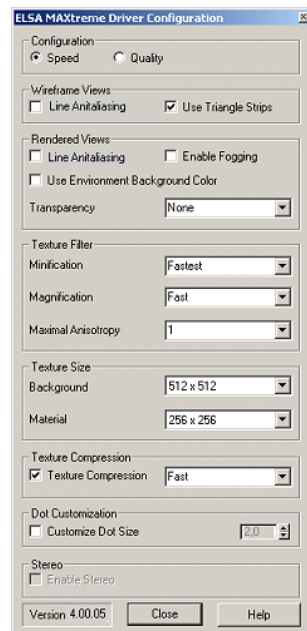 ELSA MAXtreme Driver Configuration
Configuration
Speed Quality
Wireframe Views
Line Anitaliasing Use Triangle Strips
Rendered Views
Line Anitaliasing Enable Fogging
Use Environment Background Color
Transparency None
Texture Filter
Minification Fastest
Magnification Fast
Maximal Anisotropy 1
Texture Size
Background 512 x 512
Material 256 x 256
Texture Compression
Texture Compression Fast
Dot Customization
Customize Dot Size 2,0
Stereo
Enable Stereo
Version 4.00.05 Close Help